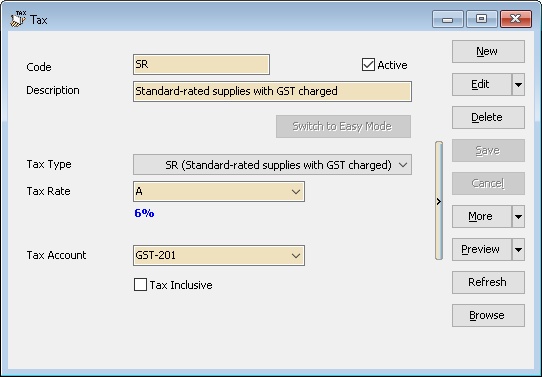 TAX Tax
Code SR Active New
Description Standard-rated supplies with GST charged Edit
Switch to Easy Mode Delete
Save
Tax Type SR (Standard-rated supplies with GST charged)
Tax Rate A Cancel
6% More
Tax Account GST-201 Preview
Tax Inclusive Refresh
Browse